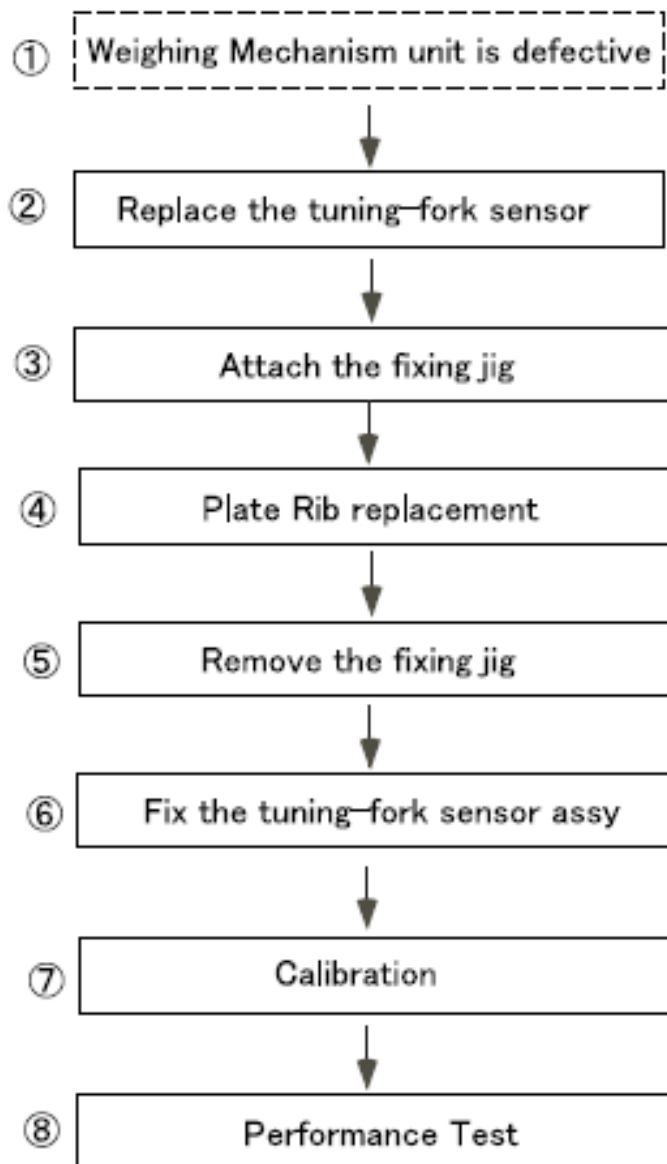 ① Weighing Mechanism unit is defective
② Replace the tuning-fork sensor
③ Attach the fixing jig
④ Plate Rib replacement
⑤ Remove the fixing jig
⑥ Fix the tuning-fork sensor assy
⑦ Calibration
⑧ Performance Test